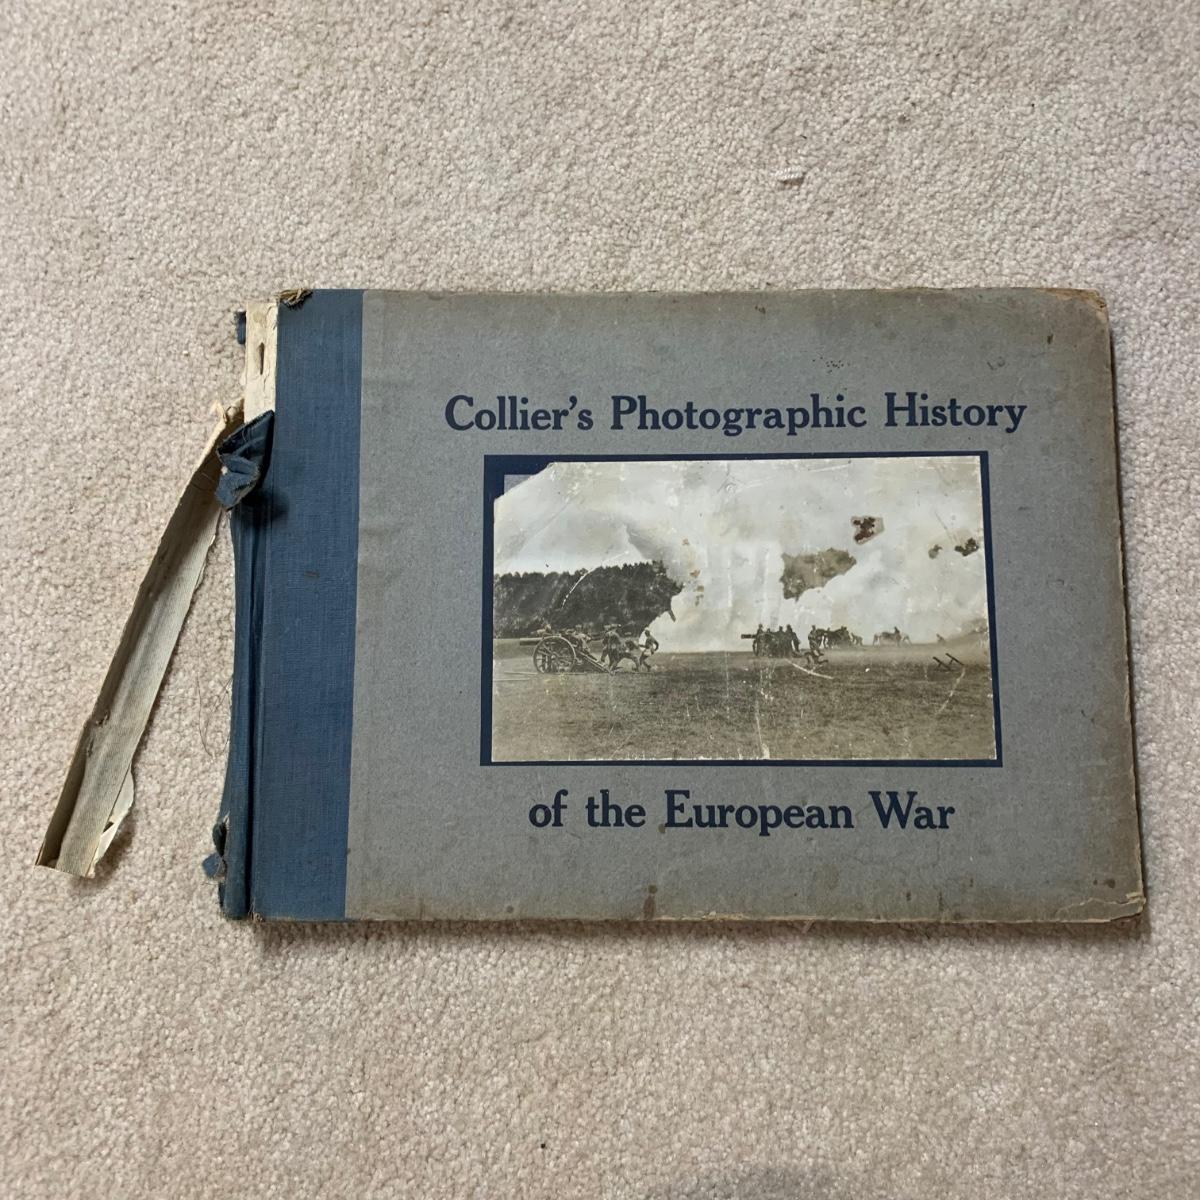 Collier's Photographic History
of the European War